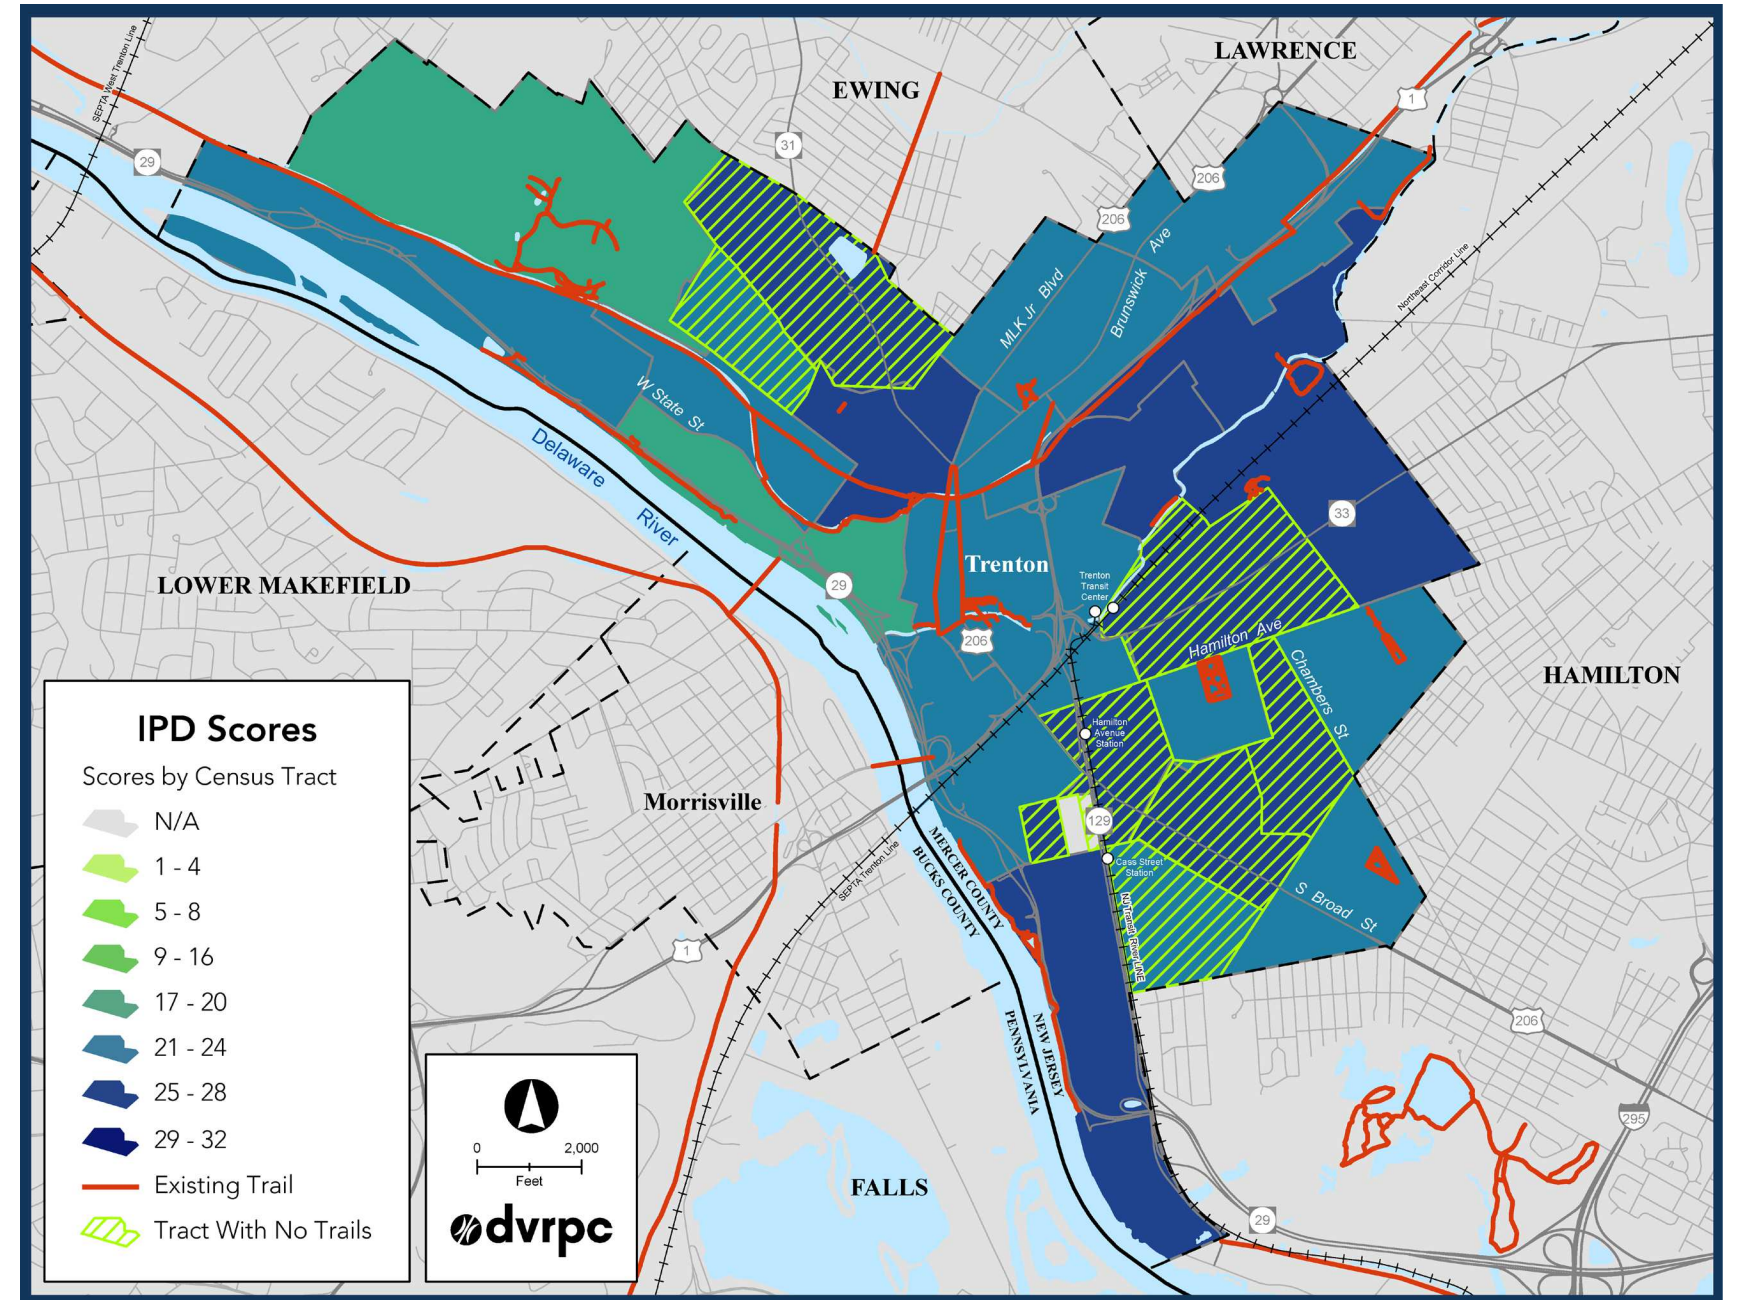 LAWRENCE
EWING
SEPTA West Trenton Line
29
31
1
206
206
Northeast Corridor Line
MLK Jr Blvd
Brunswick Ave
W State St
Delaware
River
33
LOWER MAKEFIELD
Trenton
29
Trenton
Transit
Center
206
Hamilton Ave
Chambers St
HAMILTON
Hamilton
Avenue
Station
Morrisville
129
MERCER COUNTY
BUCKS COUNTY
SEPTA Trenton Line
Cass Street
Station
S Broad St
NJ Transit River LINE
1
206
NEW JERSEY
PENNSYLVANIA
295
FALLS
29
IPD Scores
Scores by Census Tract
N/A
1 - 4
5 - 8
9 - 16
17 - 20
21 - 24
25 - 28
29 - 32
Existing Trail
Tract With No Trails
0 2,000
Feet
dvrpc